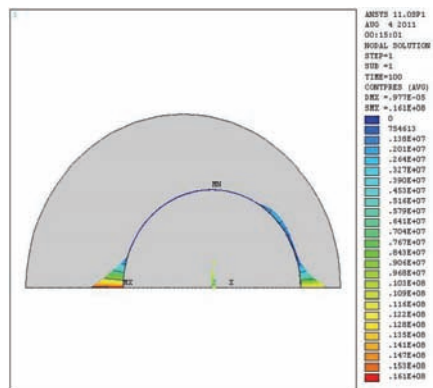 1
ANSYS 11.0SP1
AUG 4 2011
00:15:01
NODAL SOLUTION
STEP=1
SUB =1
TIME=100
CONTPRES (AVG)
DMX =.977E-05
SMX =.161E+08
0
754613
.138E+07
.201E+07
.264E+07
.327E+07
.390E+07
.453E+07
.516E+07
.579E+07
.641E+07
.704E+07
.767E+07
.843E+07
.906E+07
.968E+07
.103E+08
.109E+08
.116E+08
.122E+08
.128E+08
.135E+08
.141E+08
.147E+08
.153E+08
.161E+08
MN
MX
X